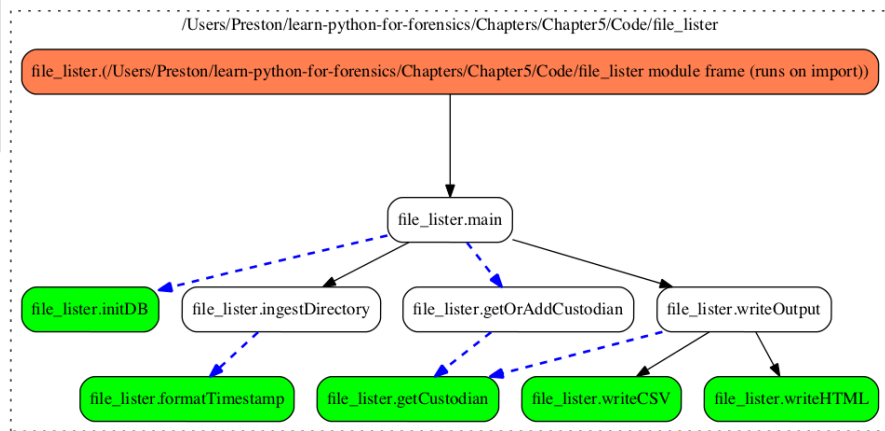 /Users/Preston/learn-python-for-forensics/Chapters/Chapter5/Code/file_lister
file_lister.(/Users/Preston/learn-python-for-forensics/Chapters/Chapter5/Code/file_lister module frame (runs on import))
file_lister.main
file_lister.initDB
file_lister.ingestDirectory
file_lister.getOrAddCustodian
file_lister.writeOutput
file_lister.formatTimestamp
file_lister.getCustodian
file_lister.writeCSV
file_lister.writeHTML